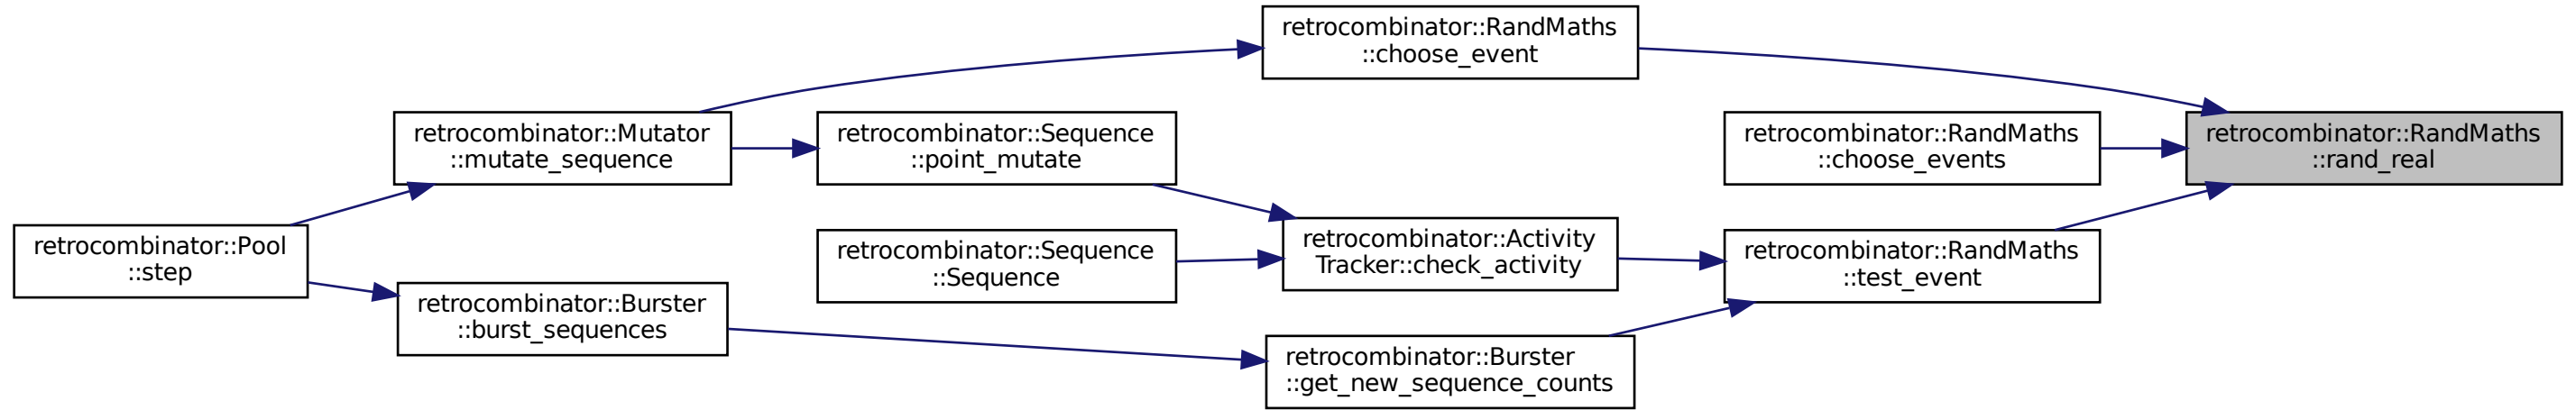 retrocombinator::RandMaths
::choose_event
retrocombinator::Mutator
::mutate_sequence
retrocombinator::Sequence
::point_mutate
retrocombinator::RandMaths
::choose_events
retrocombinator::RandMaths
::rand_real
retrocombinator::Pool
::step
retrocombinator::Sequence
::Sequence
retrocombinator::Activity
Tracker::check_activity
retrocombinator::RandMaths
::test_event
retrocombinator::Burster
::burst_sequences
retrocombinator::Burster
::get_new_sequence_counts